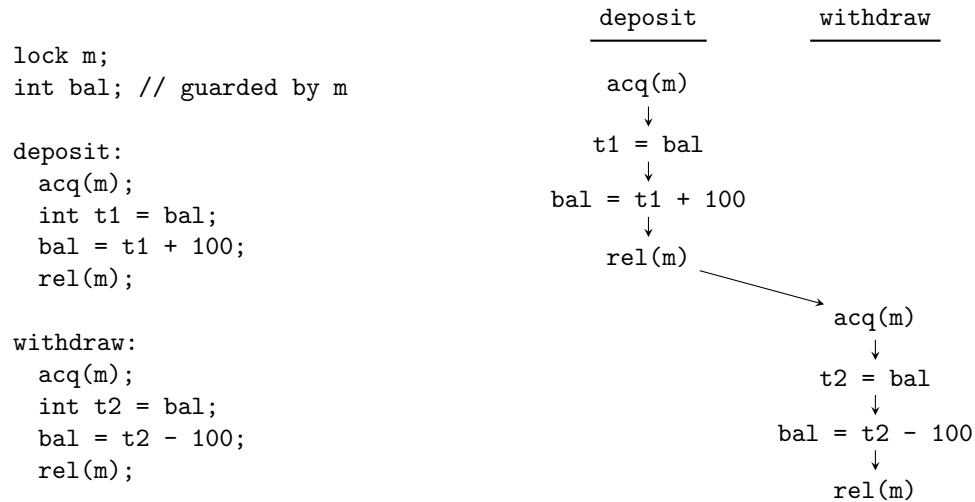 lock m;
int bal; // guarded by m
deposit:
acq(m);
int t1 = bal;
bal = t1 + 100;
rel(m);
withdraw:
acq(m);
int t2 = bal;
bal = t2 - 100;
rel(m);
deposit
acq(m)
t1 = bal
bal = t1 + 100
rel(m)
withdraw
acq(m)
t2 = bal
bal = t2 - 100
rel(m)